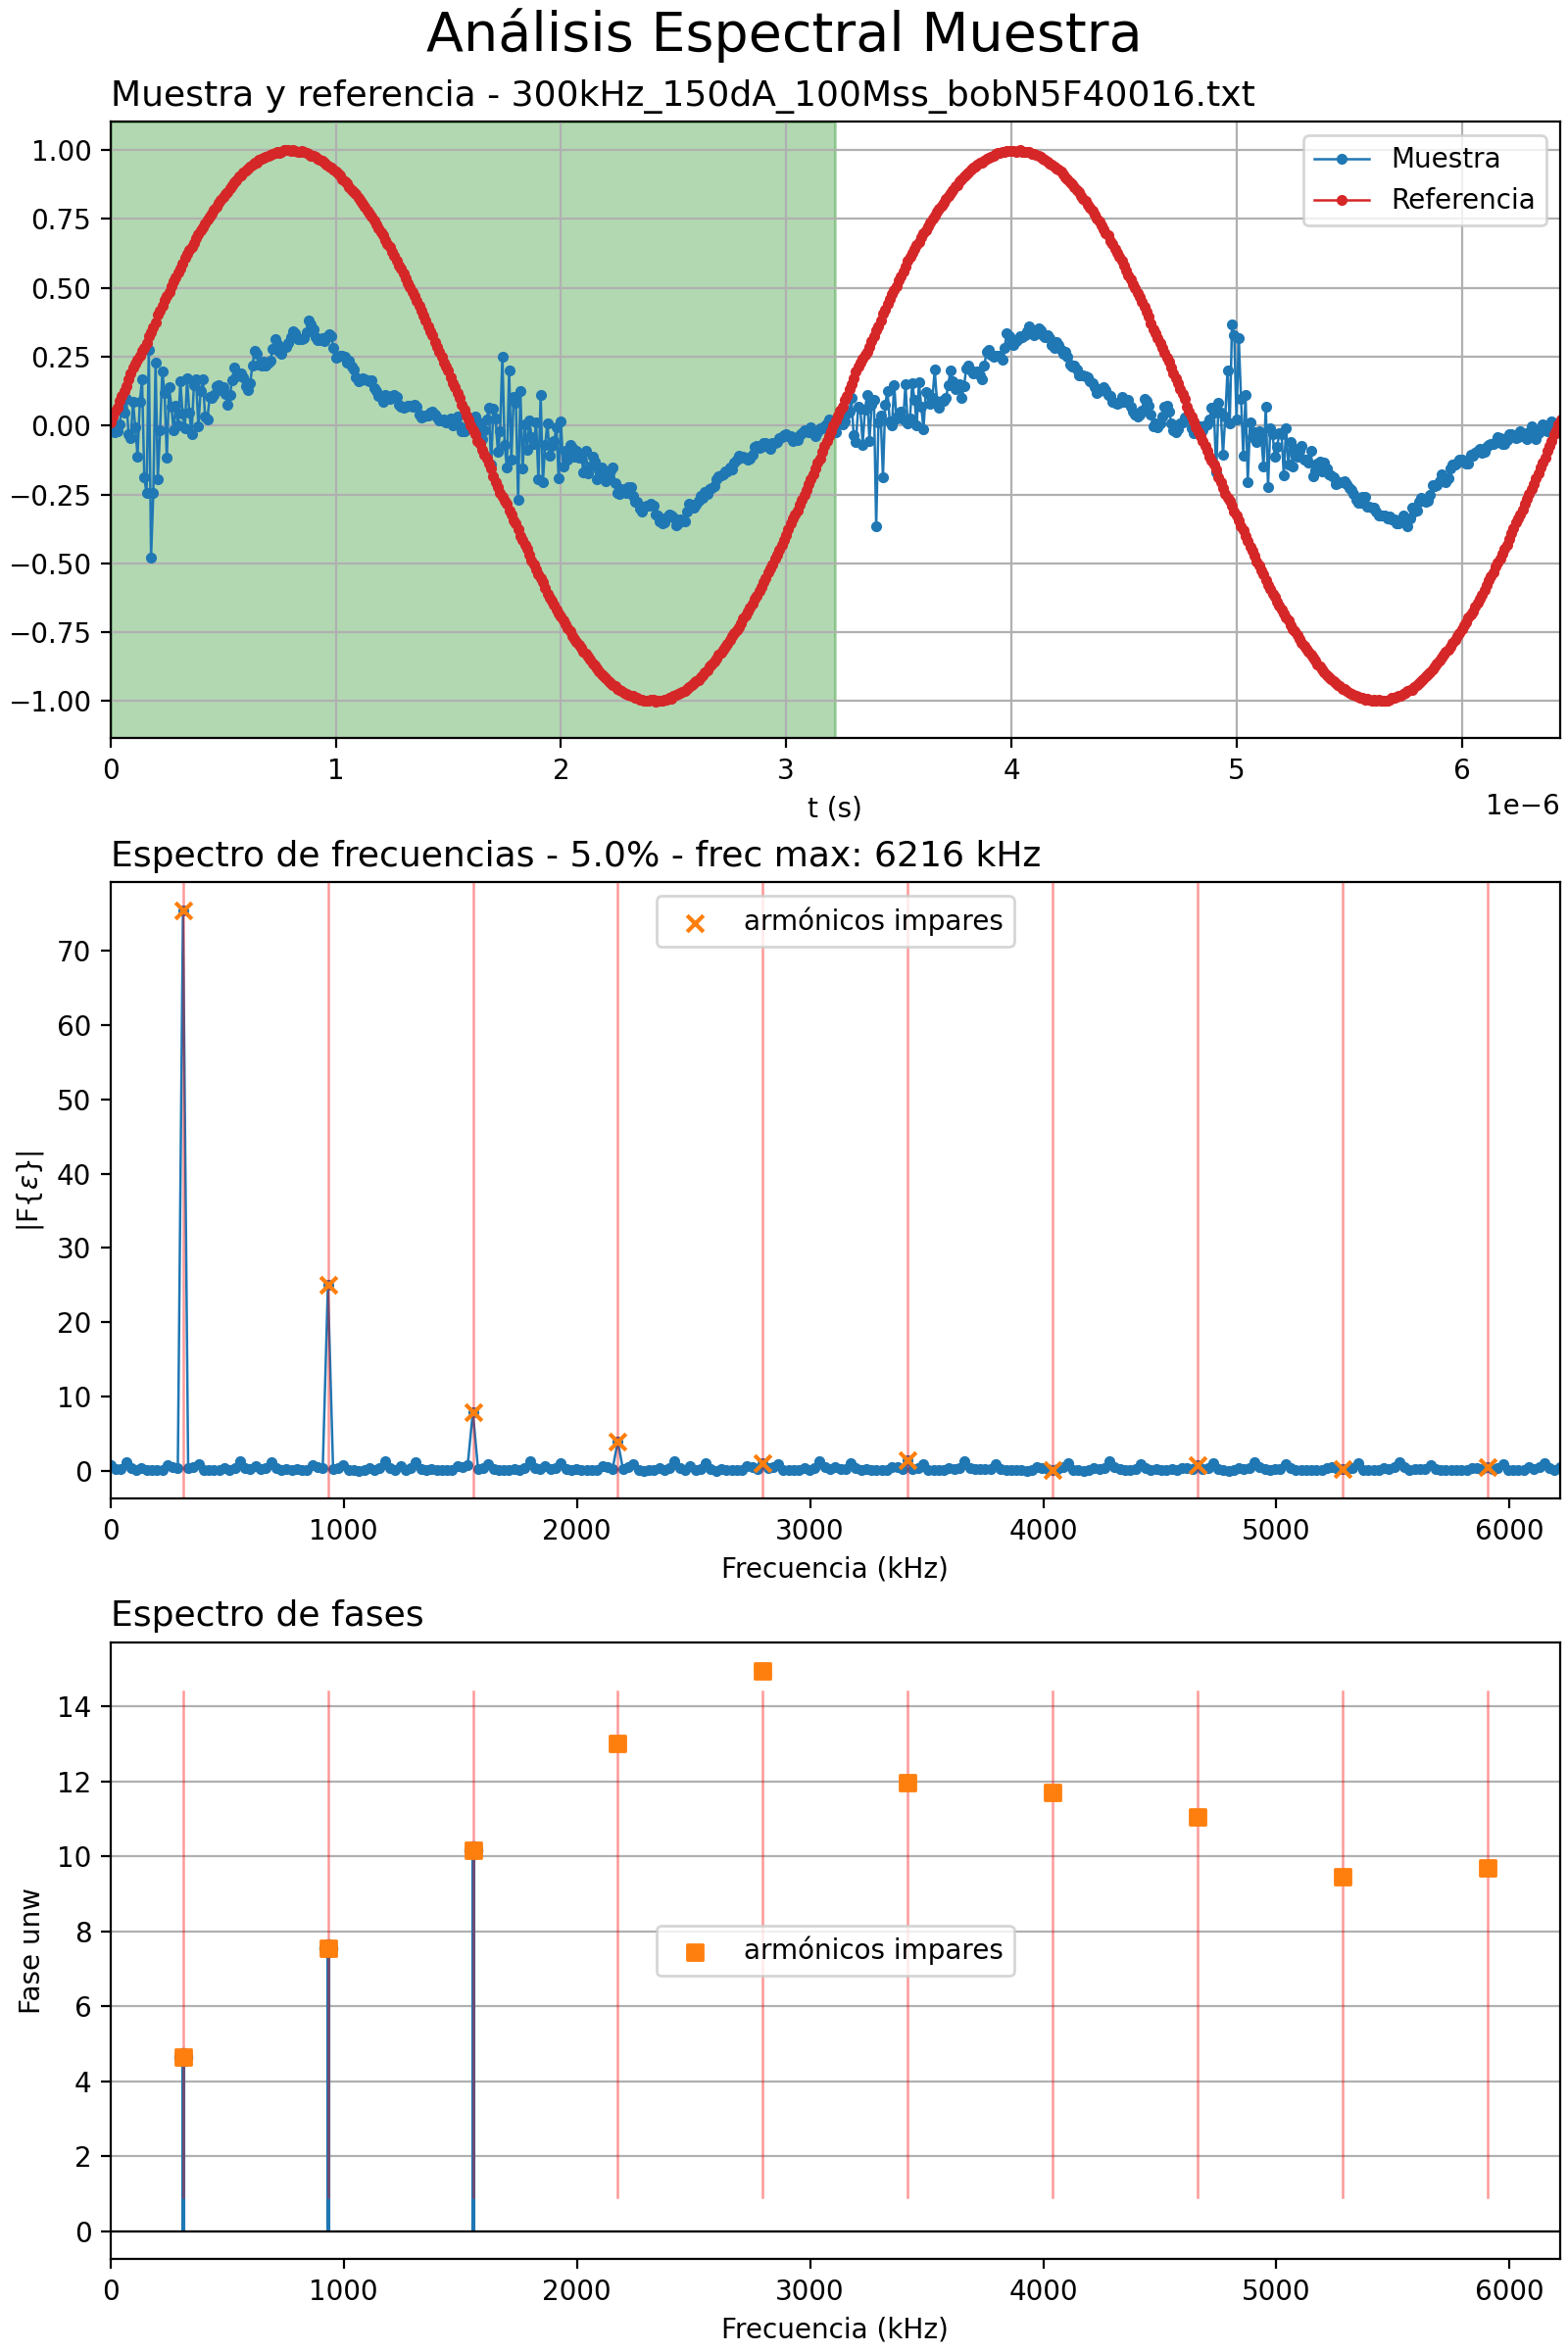 Análisis Espectral Muestra
Muestra y referencia - 300kHz_150dA_100Mss_bobN5F40016.txt
1.00
0.75
0.50
0.25
0.00
−0.25
−0.50
−0.75
−1.00
Muestra
Referencia
0 1 2 3 4 5 6
1e−6
t (s)
Espectro de frecuencias - 5.0% - frec max: 6216 kHz
armónicos impares
70
60
50
40
30
20
10
0
|F{ε}|
0 1000 2000 3000 4000 5000 6000
Frecuencia (kHz)
Espectro de fases
14
12
10
8
6
4
2
0
Fase unw
armónicos impares
0 1000 2000 3000 4000 5000 6000
Frecuencia (kHz)